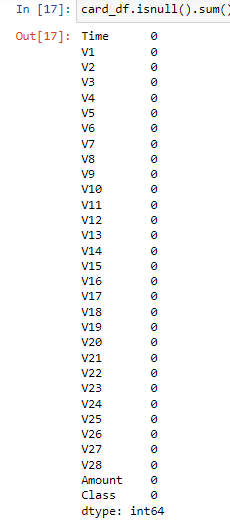 In [17]: card_df.isnull().sum()
Out[17]: Time 0
V1 0
V2 0
V3 0
V4 0
V5 0
V6 0
V7 0
V8 0
V9 0
V10 0
V11 0
V12 0
V13 0
V14 0
V15 0
V16 0
V17 0
V18 0
V19 0
V20 0
V21 0
V22 0
V23 0
V24 0
V25 0
V26 0
V27 0
V28 0
Amount 0
Class 0
dtype: int64